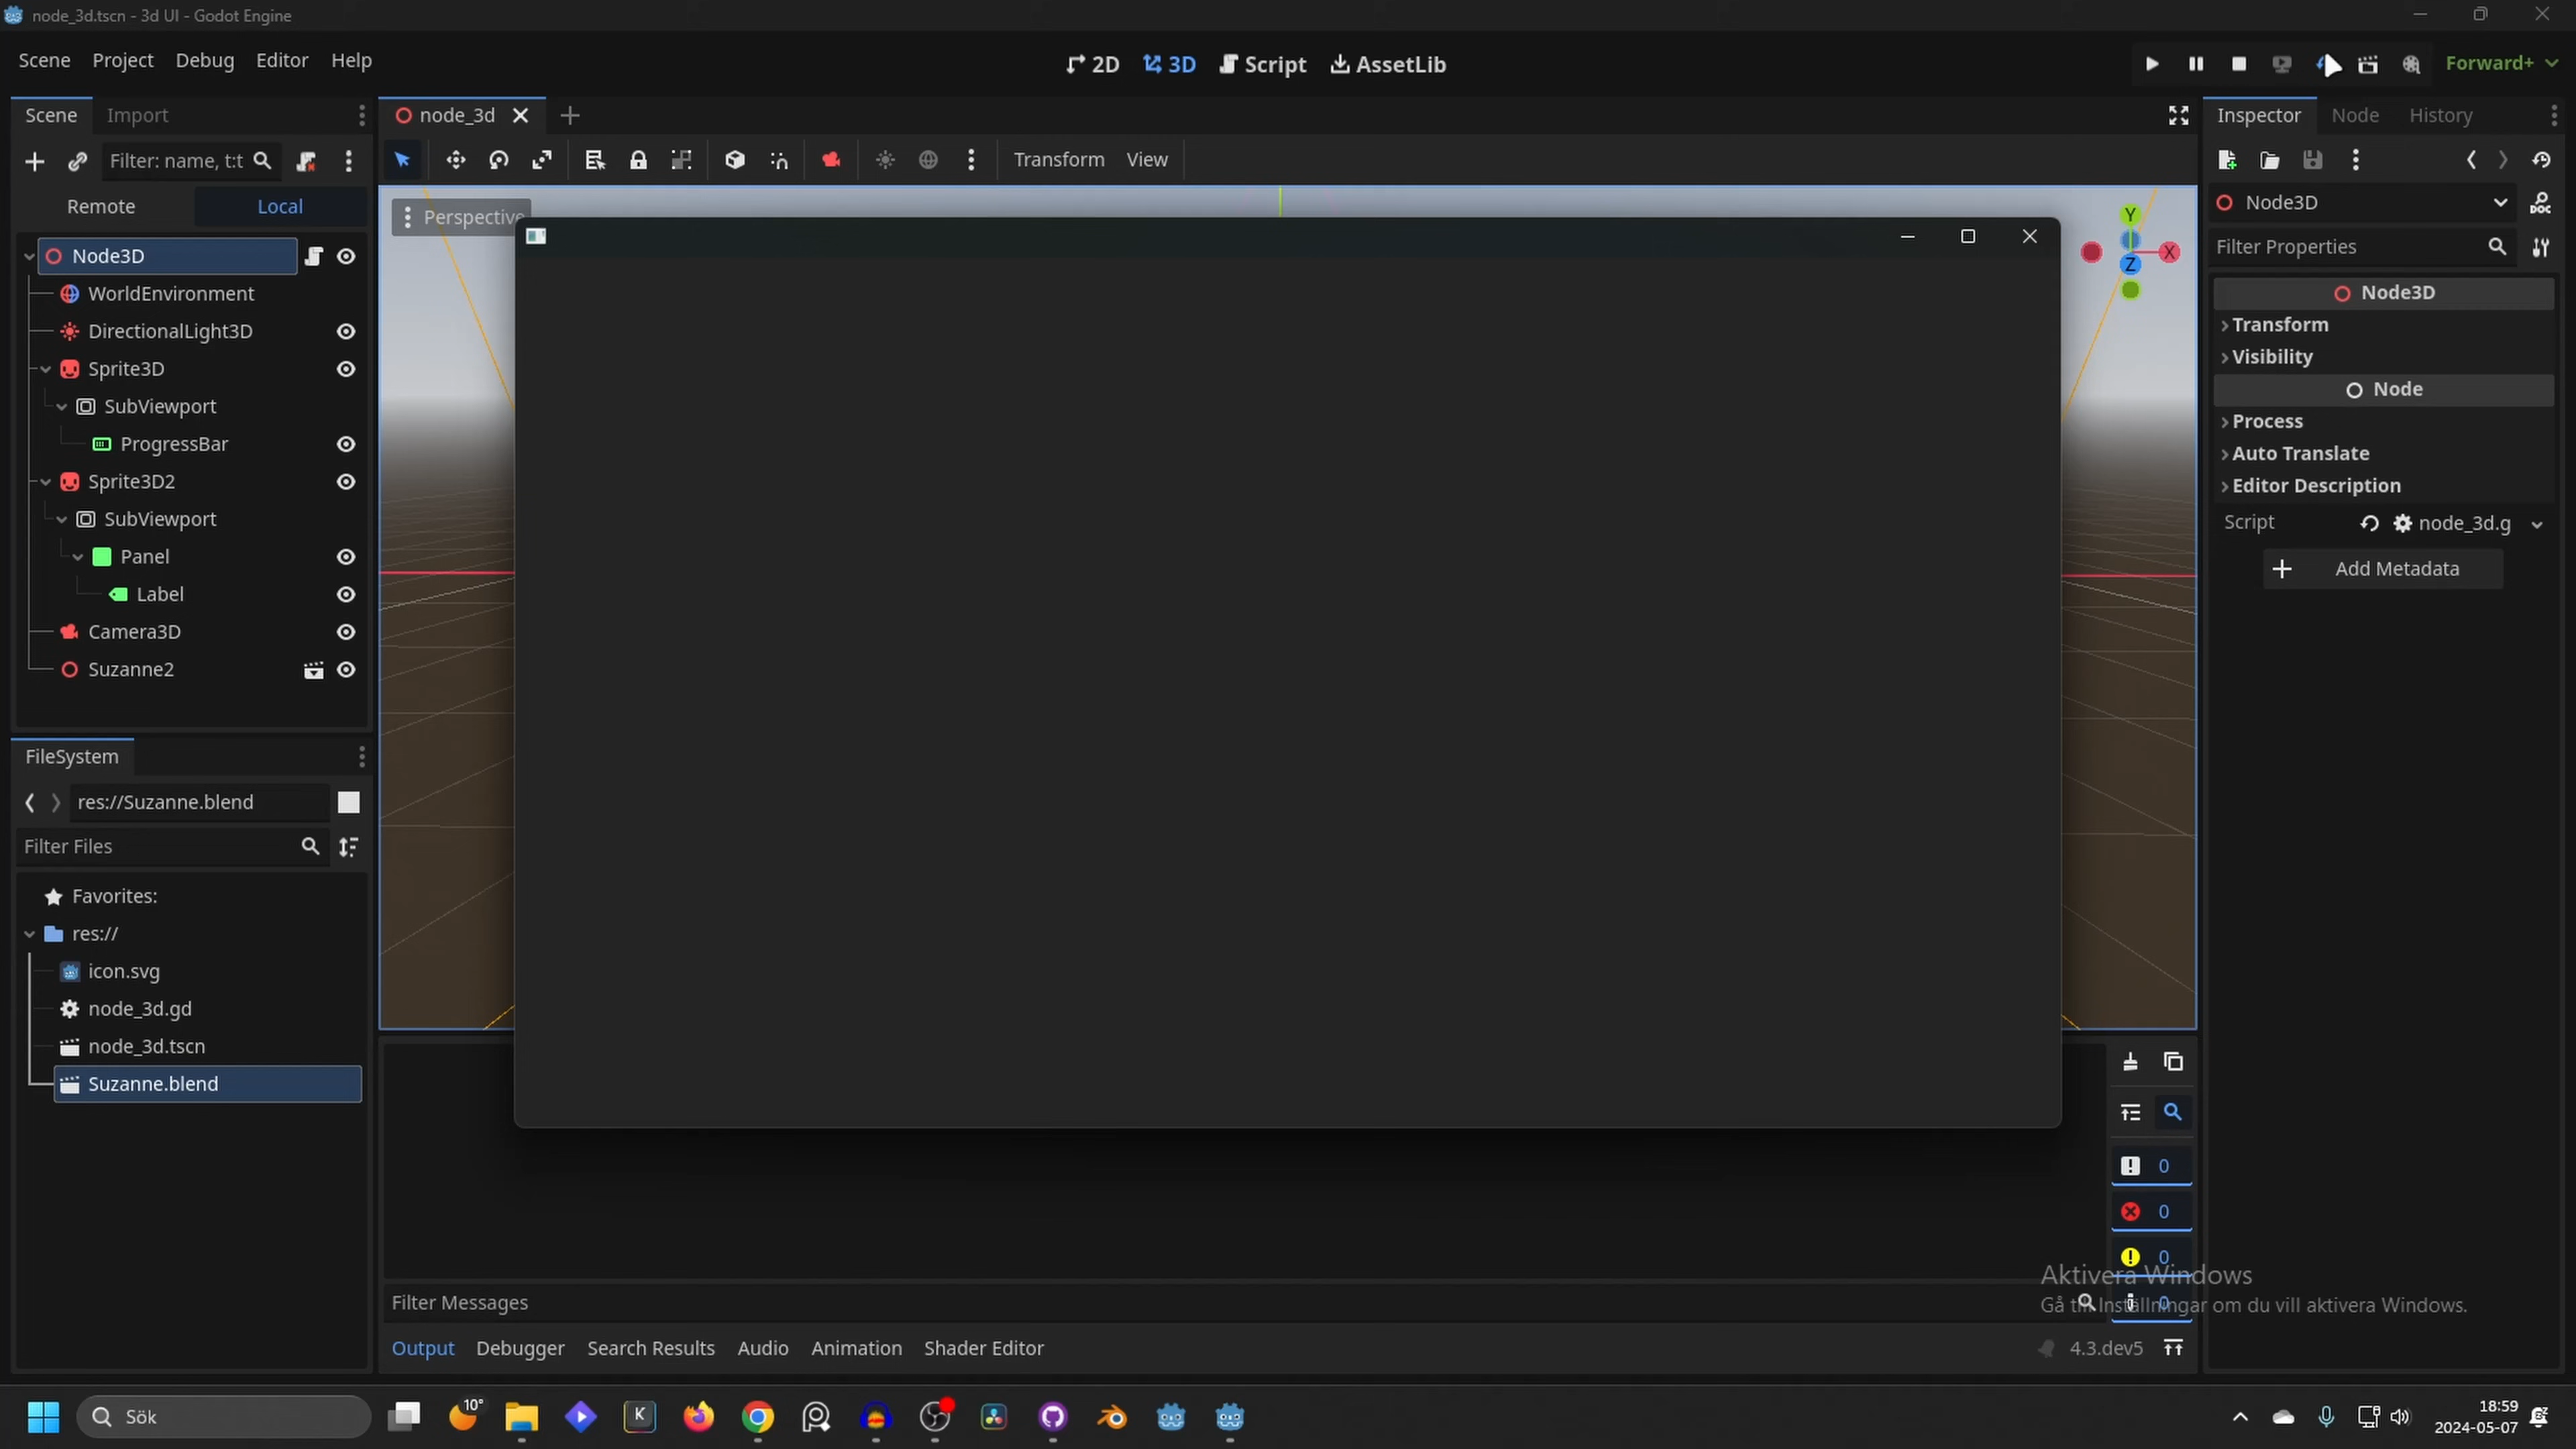 node_3d.tscn - 3d UI - Godot Engine
Scene Project Debug Editor Help
2D 3D Script AssetLib
Forward+
Scene Import
node_3d
Inspector Node History
Filter: name, t:t
Transform View
Remote Local
Perspective
Y
X
Z
Node3D
WorldEnvironment
DirectionalLight3D
Sprite3D
SubViewport
ProgressBar
Sprite3D2
SubViewport
Panel
Label
Camera3D
Suzanne2
Node3D
DOC
Filter Properties
Node3D
Transform
Visibility
Node
Process
Auto Translate
Editor Description
Script node_3d.g
Add Metadata
FileSystem
res://Suzanne.blend
Filter Files
Favorites:
res://
icon.svg
node_3d.gd
node_3d.tscn
Suzanne.blend
0
0
0
0
Filter Messages
Output Debugger Search Results Audio Animation Shader Editor
4.3.dev5
Aktivera Windows
Gå till Inställningar om du vill aktivera Windows.
Sök
10°
K
18:59
2024-05-07